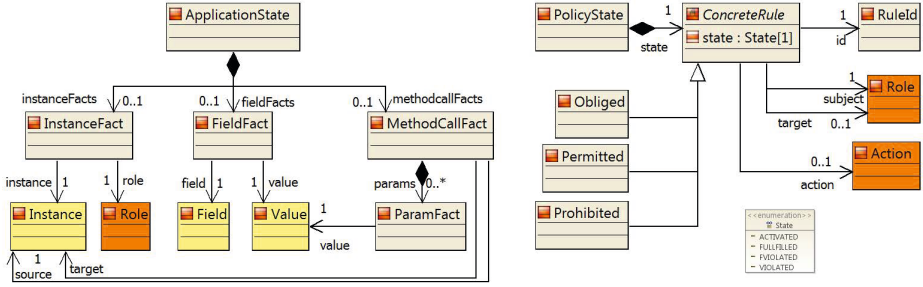 ApplicationState
instanceFacts
0..1
0..1
fieldFacts
0..1
methodcallFacts
InstanceFact
FieldFact
MethodCallFact
instance
1
1
role
field
1
1
value
params
0..*
Instance
Role
Field
Value
1
value
ParamFact
1
source
target
PolicyState
1
state
ConcreteRule
state : State[1]
1
id
RuleId
Obliged
Permitted
Prohibited
1
subject
target
0..1
Role
0..1
action
Action
<<enumeration>>
State
ACTIVATED
FULLFILLED
FVIOLATED
VIOLATED